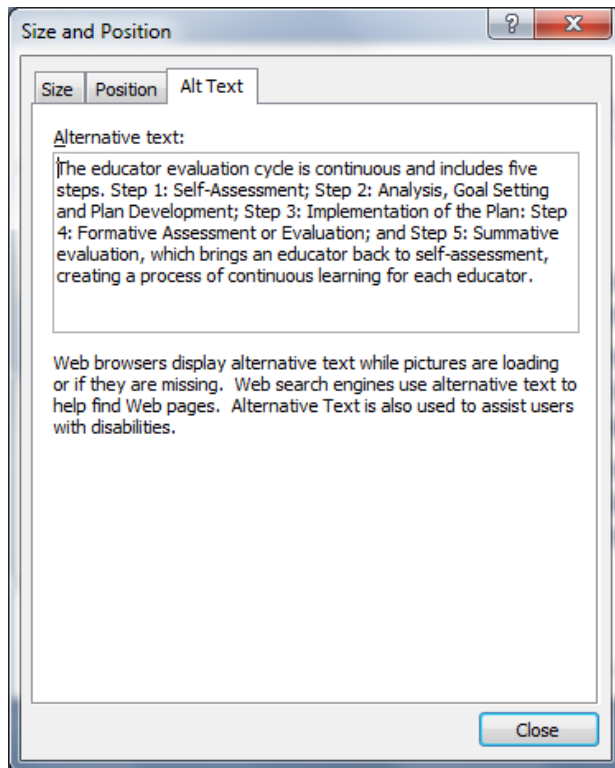 Size and Position
?
X
Size
Position
Alt Text
Alternative text:
The educator evaluation cycle is continuous and includes five
steps. Step 1: Self-Assessment; Step 2: Analysis, Goal Setting
and Plan Development; Step 3: Implementation of the Plan: Step
4: Formative Assessment or Evaluation; and Step 5: Summative
evaluation, which brings an educator back to self-assessment,
creating a process of continuous learning for each educator.
Web browsers display alternative text while pictures are loading
or if they are missing.  Web search engines use alternative text to
help find Web pages.  Alternative Text is also used to assist users
with disabilities.
Close